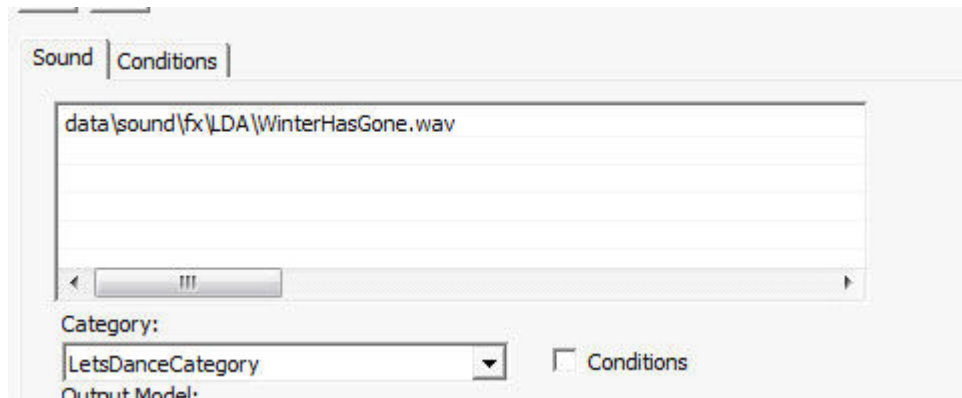 Sound Conditions
data\sound\fx\LDA\WinterHasGone.wav
Category:
LetsDanceCategory Conditions
Output Model: